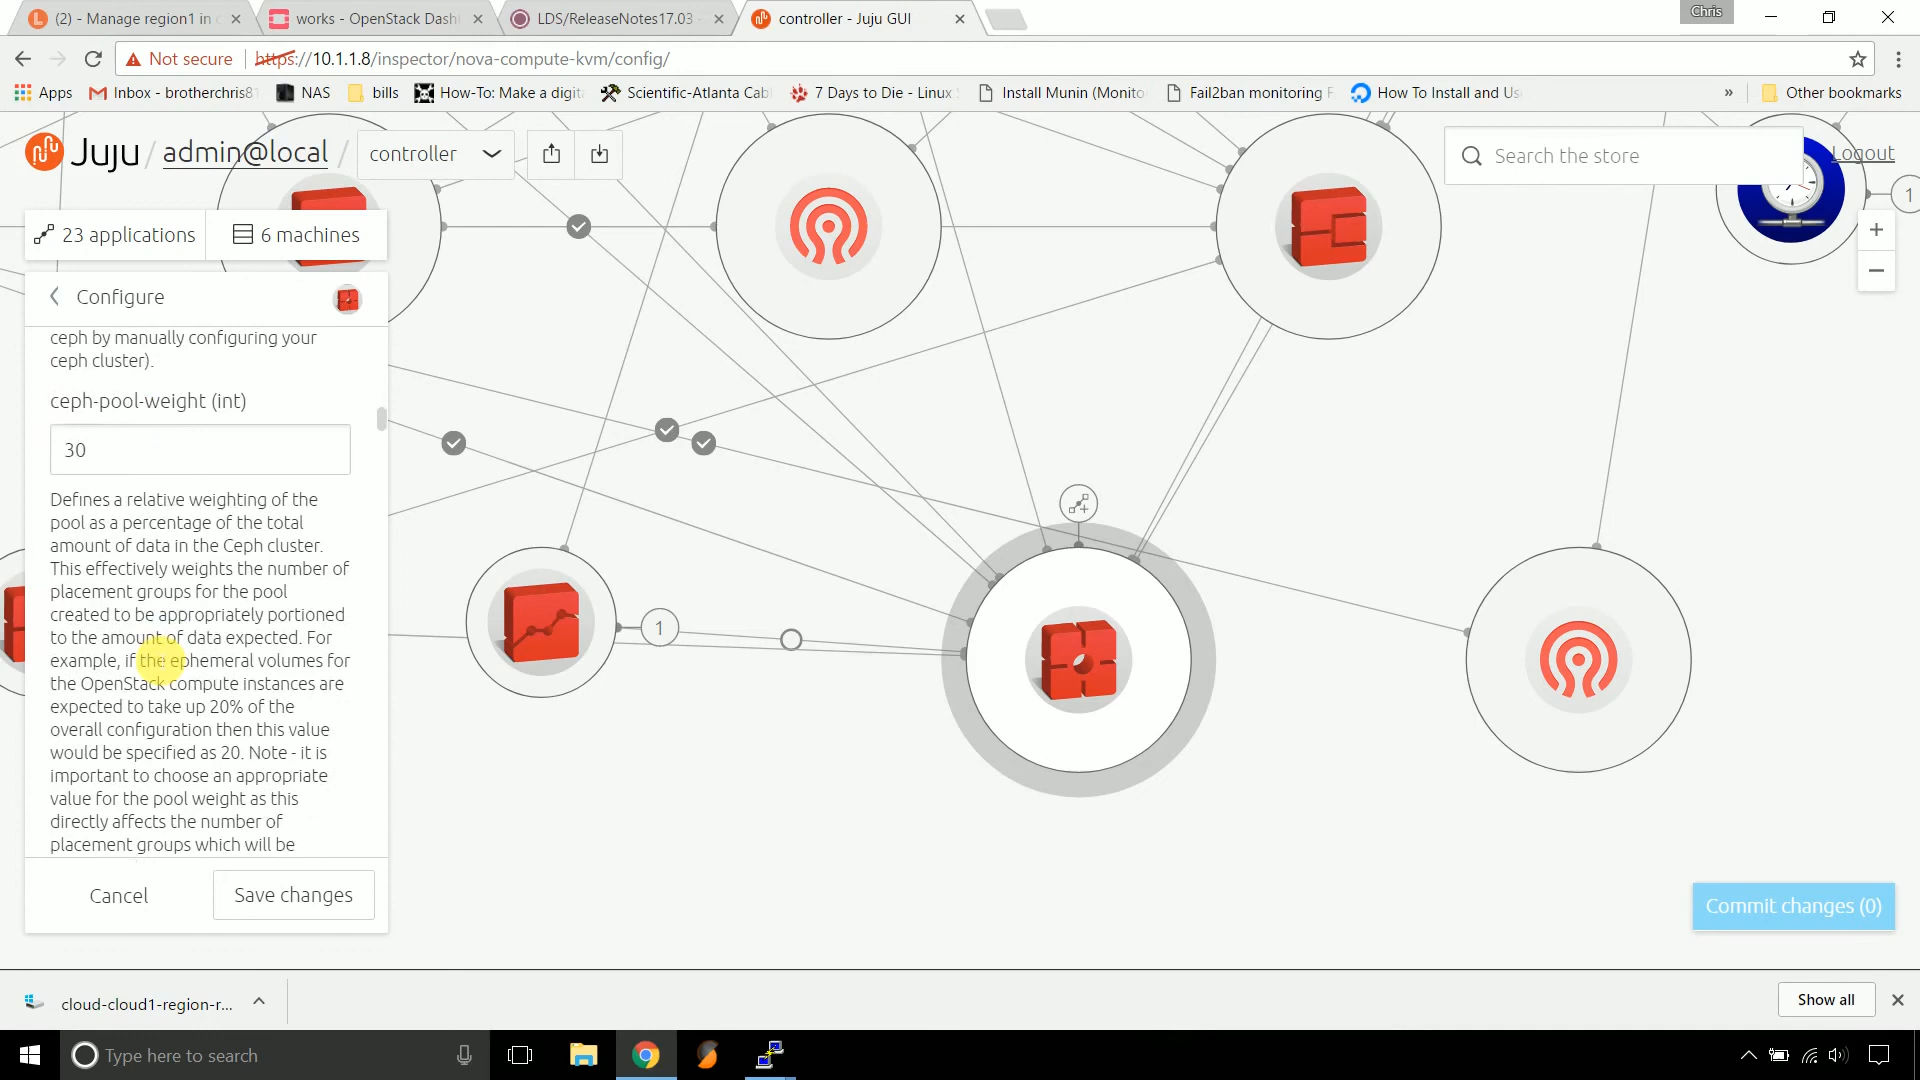 (2) - Manage region1 in c
works - OpenStack Dash
LDS/ReleaseNotes17.03 -
controller - Juju GUI
Chris
Not secure
https://10.1.1.8/inspector/nova-compute-kvm/config/
Apps
Inbox - brotherchris8
NAS
bills
How-To: Make a digit
Scientific-Atlanta Cab
7 Days to Die - Linux
Install Munin (Monito
Fail2ban monitoring F
How To Install and Us
»
Other bookmarks
Juju / admin@local /
controller
Search the store
Logout
1
23 applications
6 machines
+
−
Configure
ceph by manually configuring your
ceph cluster).
ceph-pool-weight (int)
30
Defines a relative weighting of the
pool as a percentage of the total
amount of data in the Ceph cluster.
This effectively weights the number of
placement groups for the pool
created to be appropriately portioned
to the amount of data expected. For
example, if the ephemeral volumes for
the OpenStack compute instances are
expected to take up 20% of the
overall configuration then this value
would be specified as 20. Note - it is
important to choose an appropriate
value for the pool weight as this
directly affects the number of
placement groups which will be
1
Cancel
Save changes
Commit changes (0)
cloud-cloud1-region-r...
Show all
Type here to search